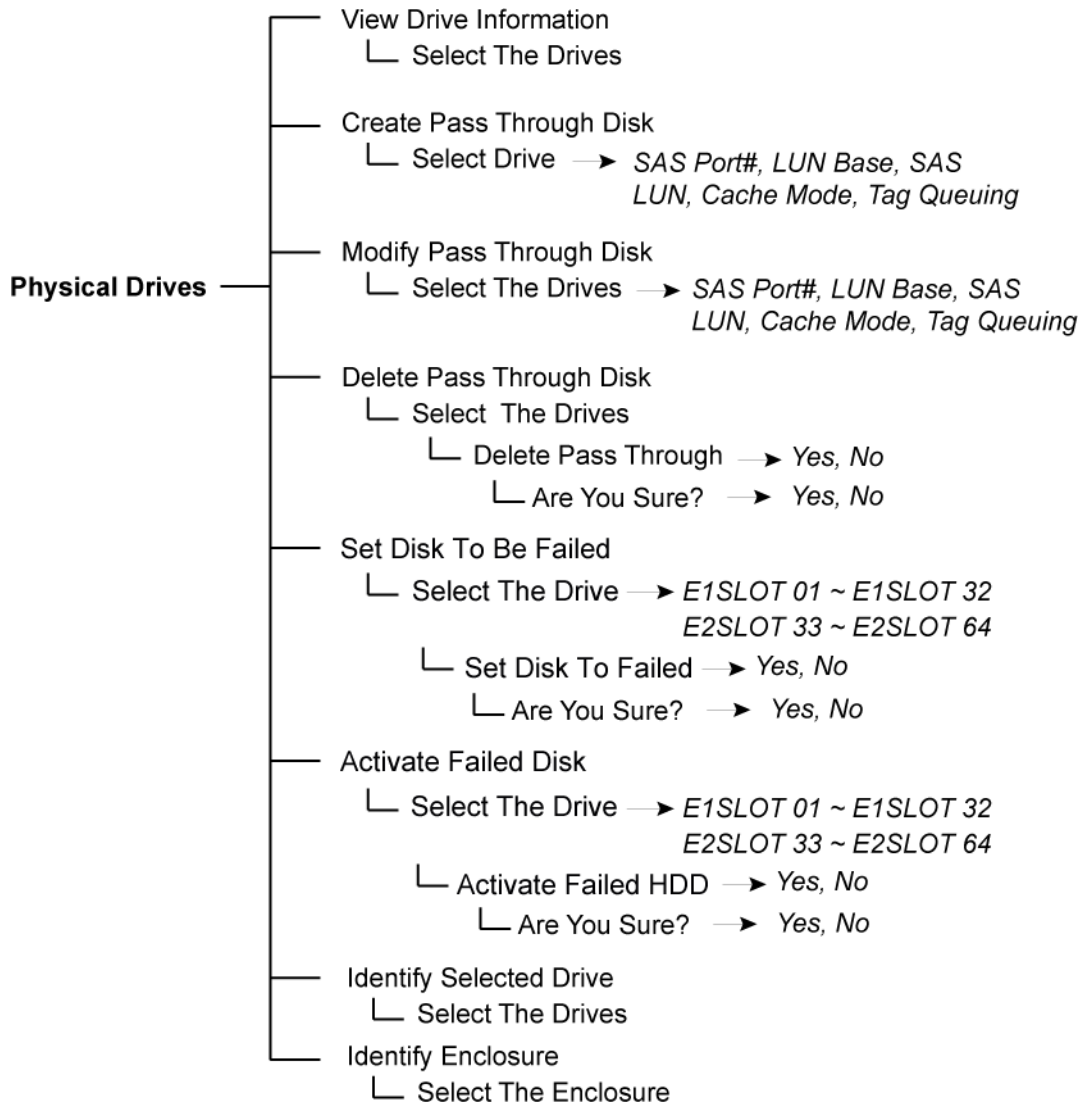 View Drive Information
Select The Drives
Create Pass Through Disk
Select Drive SAS Port#, LUN Base, SAS
LUN, Cache Mode, Tag Queuing
Modify Pass Through Disk
Physical Drives
Select The Drives SAS Port#, LUN Base, SAS
LUN, Cache Mode, Tag Queuing
Delete Pass Through Disk
Select The Drives
Delete Pass Through Yes, No
Are You Sure? Yes, No
Set Disk To Be Failed
Select The Drive E1SLOT 01 ~ E1SLOT 32
E2SLOT 33 ~ E2SLOT 64
Set Disk To Failed Yes, No
Are You Sure? Yes, No
Activate Failed Disk
Select The Drive E1SLOT 01 ~ E1SLOT 32
E2SLOT 33 ~ E2SLOT 64
Activate Failed HDD Yes, No
Are You Sure? Yes, No
Identify Selected Drive
Select The Drives
Identify Enclosure
Select The Enclosure